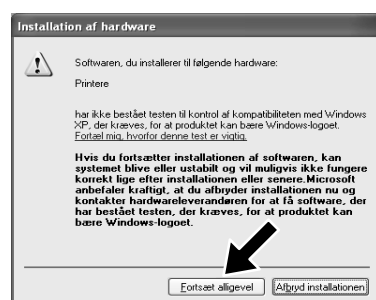 Installation af hardware
Softwaren, du installerer til følgende hardware:
Printere
har ikke bestået testen til kontrol af kompatibiliteten med Windows
XP, der kræves, for at produktet kan bære Windows-logoet.
Fortæl mig, hvorfor denne test er vigtig.
Hvis du fortsætter installationen af softwaren, kan
systemet blive eller ustabilt og vil muligvis ikke fungere
korrekt lige efter installationen eller senere.Microsoft
anbefaler kraftigt, at du afbryder installationen nu og
kontakter hardwareleverandøren for at få software, der
har bestået testen, der kræves, for at produktet kan
bære Windows-logoet.
Fortsæt alligevel
Afbryd installationen